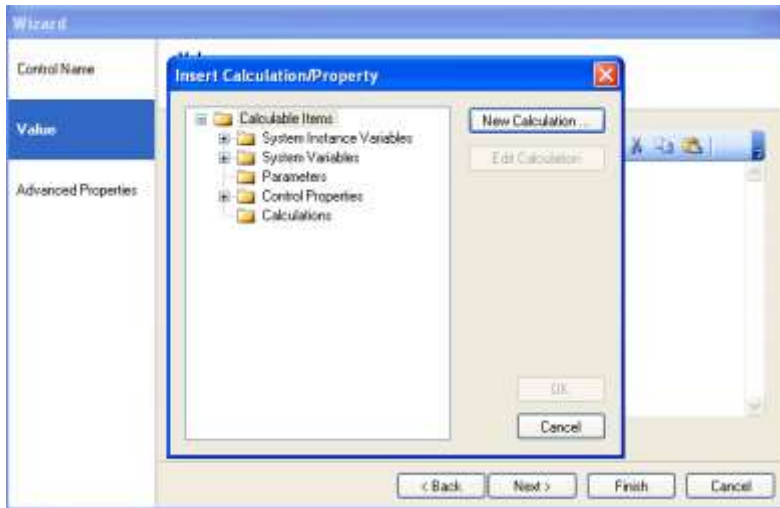 Wizard
Control Name
Insert Calculation/Property
Calculable Items
New Calculation ...
Value
System Instance Variables
Edit Calculation
System Variables
Parameters
Advanced Properties
Control Properties
Calculations
OK
Cancel
< Back
Next >
Finish
Cancel